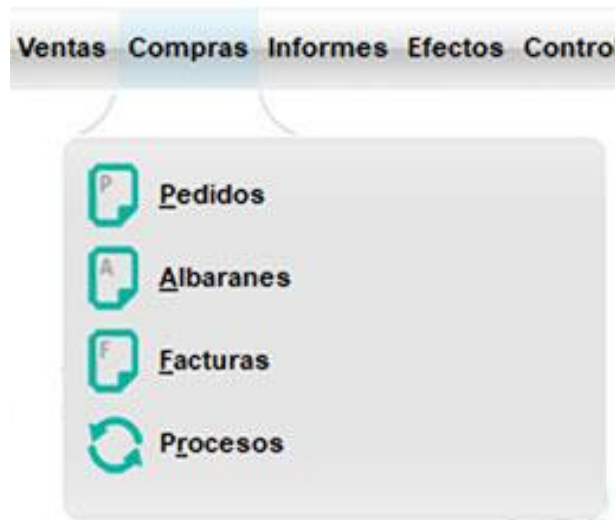 Ventas Compras Informes Efectos Contro
P Pedidos
A Albaranes
F Facturas
Procesos